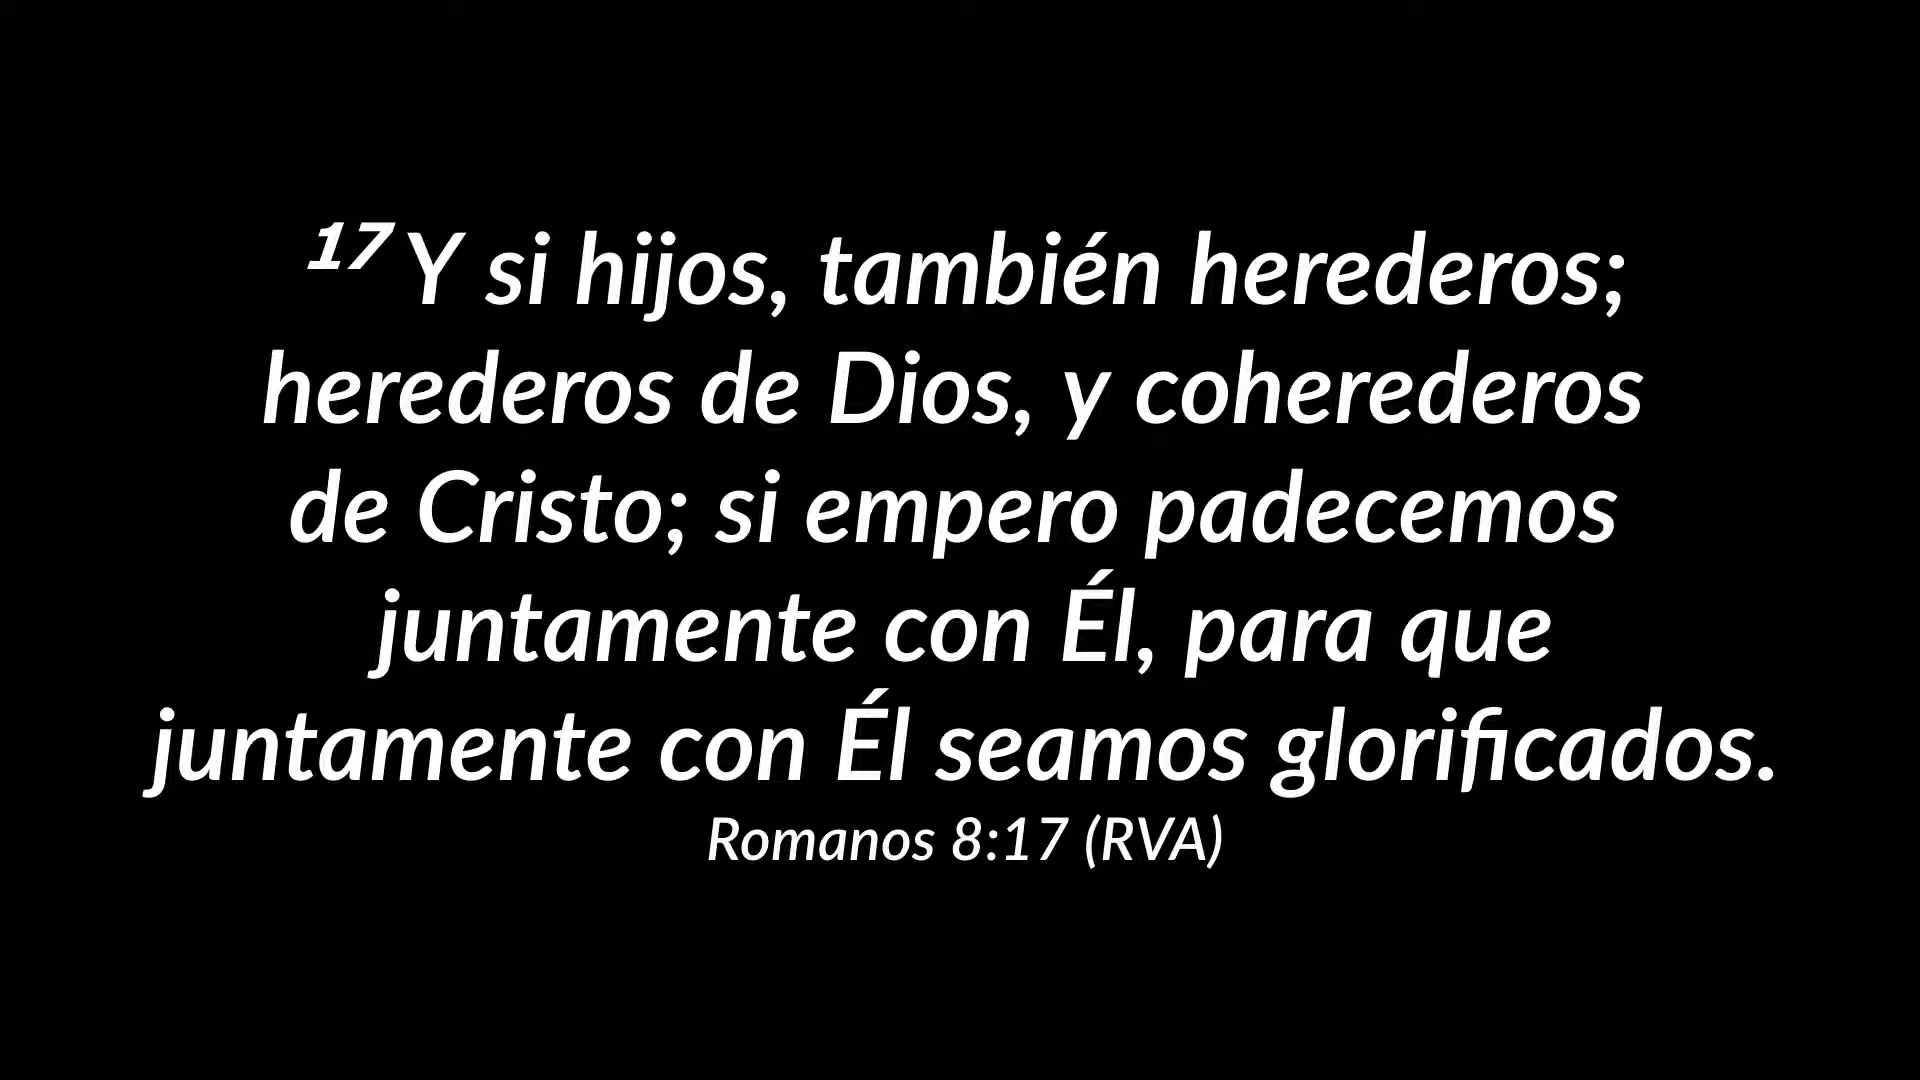 17 Y si hijos, también herederos;
herederos de Dios, y coherederos
de Cristo; si empero padecemos
juntamente con Él, para que
juntamente con Él seamos glorificados.
Romanos 8:17 (RVA)